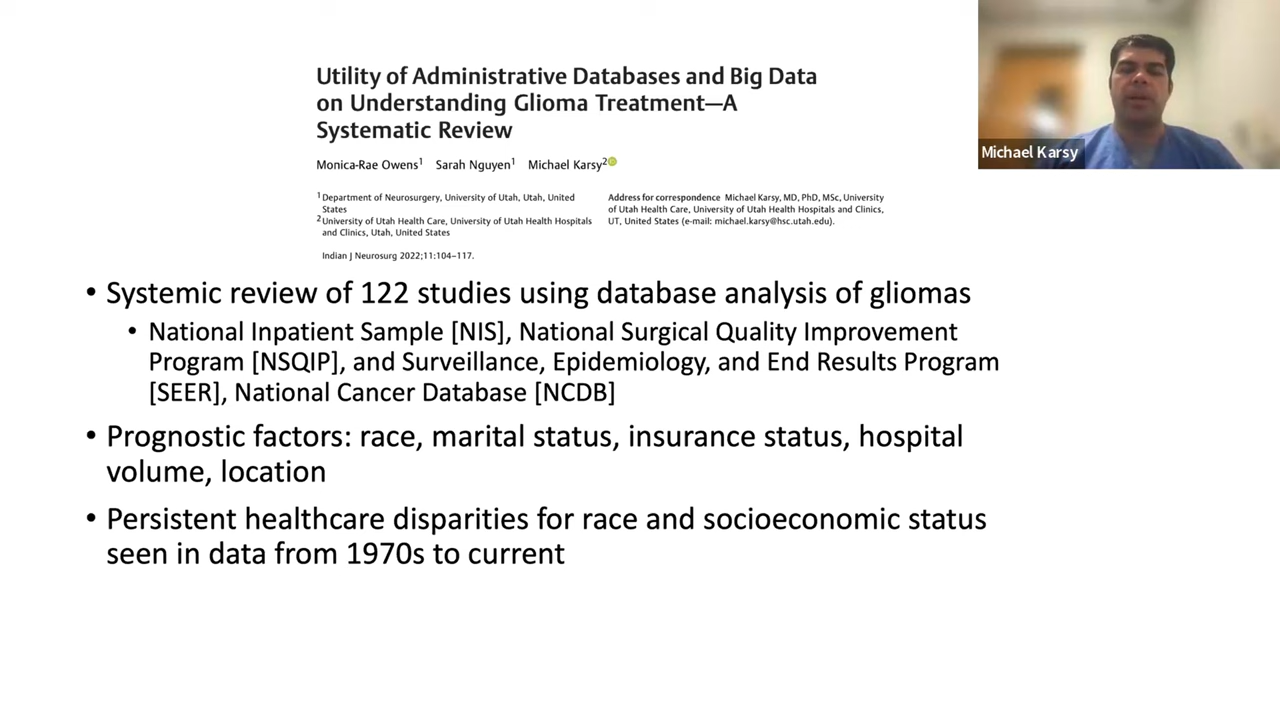 Utility of Administrative Databases and Big Data
on Understanding Glioma Treatment—A
Systematic Review
Monica-Rae Owens1 Sarah Nguyen1 Michael Karsy2
1 Department of Neurosurgery, University of Utah, Utah, United
States
2 University of Utah Health Care, University of Utah Health Hospitals
and Clinics, Utah, United States
Address for correspondence Michael Karsy, MD, PhD, MSc, University
of Utah Health Care, University of Utah Health Hospitals and Clinics,
UT, United States (e-mail: michael.karsy@hsc.utah.edu).
Indian J Neurosurg 2022;11:104–117.
Michael Karsy
• Systemic review of 122 studies using database analysis of gliomas
• National Inpatient Sample [NIS], National Surgical Quality Improvement
Program [NSQIP], and Surveillance, Epidemiology, and End Results Program
[SEER], National Cancer Database [NCDB]
• Prognostic factors: race, marital status, insurance status, hospital
volume, location
• Persistent healthcare disparities for race and socioeconomic status
seen in data from 1970s to current